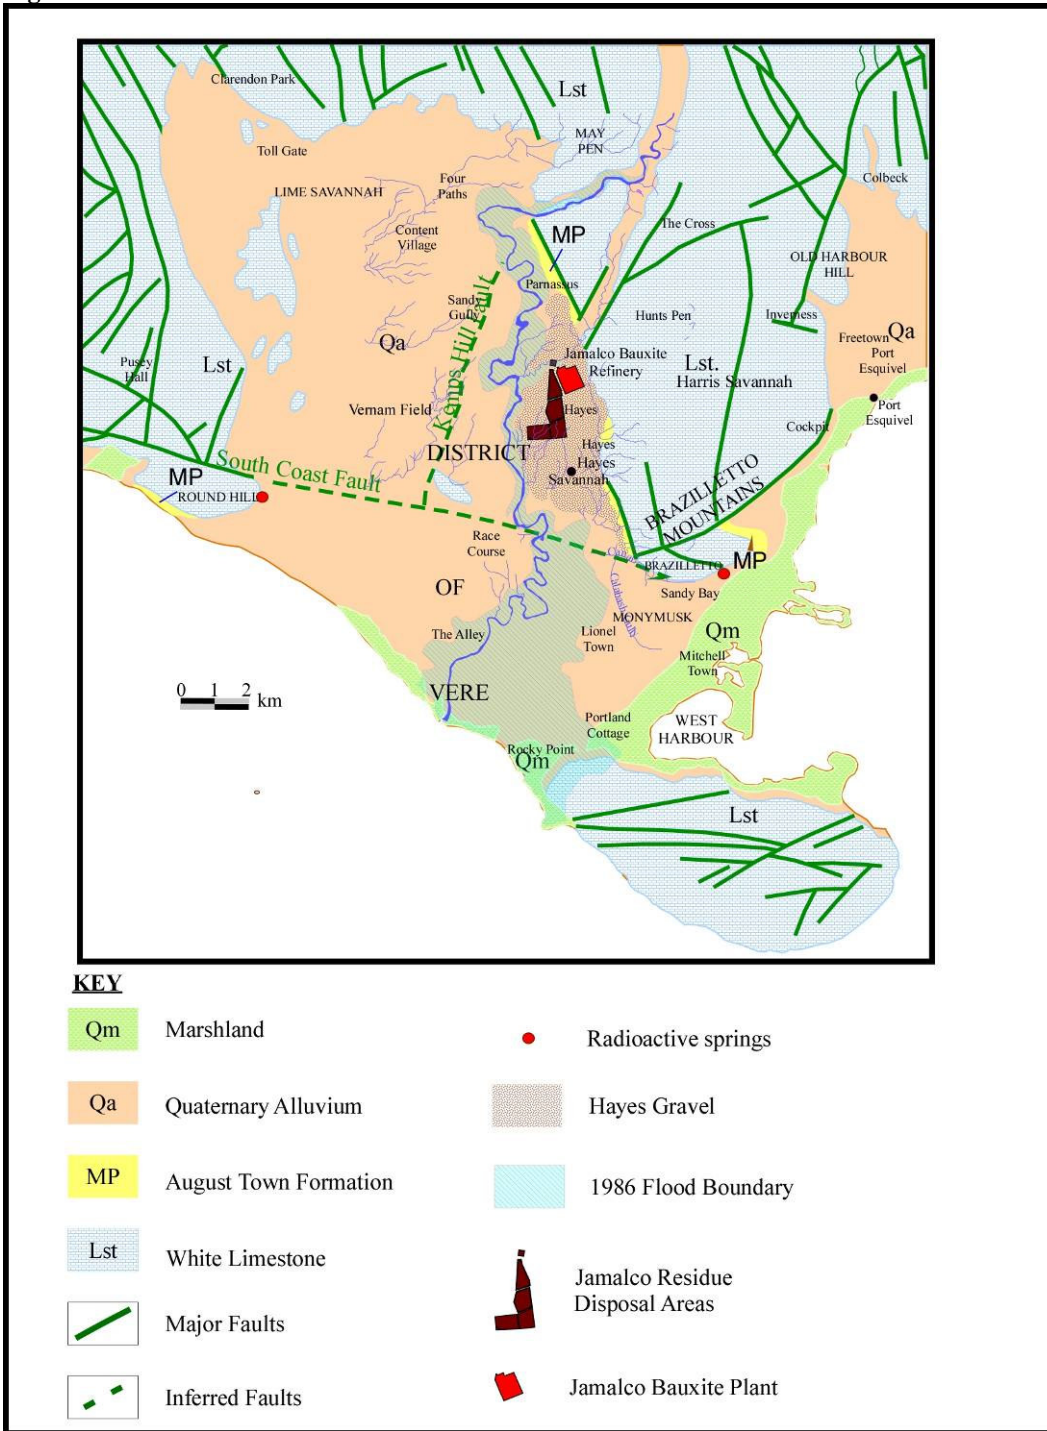 Clarendon Park
Lst
Toll Gate
MAY
PEN
Four
Paths
LIME SAVANNAH
Colbeck
Content
Village
MP
The Cross
OLD HARBOUR
HILL
Parnassus
Sandy
Gully
Kemps Hill Fault
Hunts Pen
Inverness
Qa
Qa
Freetown
Port
Esquivel
Pusey
Hall
Lst
Jamalco Bauxite
Refinery
Lst.
Harris Savannah
Vernam Field
Hayes
Port
Esquivel
Cockpit
DISTRICT
Hayes
Hayes
Savannah
South Coast Fault
MP
ROUND HILL
BRAZILLETTO
MOUNTAINS
Race
Course
BRAZILLETTO
MP
OF
Sandy Bay
MONYMUSK
The Alley
Lionel
Town
Qm
Mitchell
Town
0 1 2
km
VERE
Portland
Cottage
WEST
HARBOUR
Rocky Point
Qm
Lst
KEY
Qm Marshland
Radioactive springs
Qa Quaternary Alluvium
Hayes Gravel
MP August Town Formation
1986 Flood Boundary
Lst White Limestone
Jamalco Residue
Disposal Areas
Major Faults
Inferred Faults
Jamalco Bauxite Plant